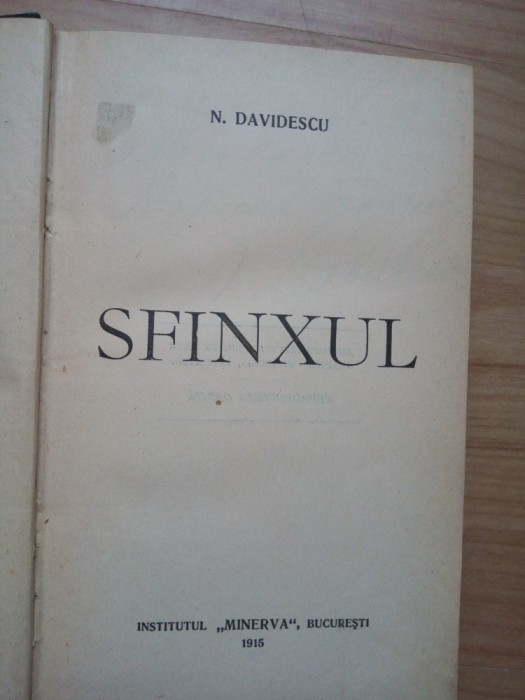 N. DAVIDESCU
SFINXUL
INSTITUTUL „MINERVA“, BUCUREŞTI
1915